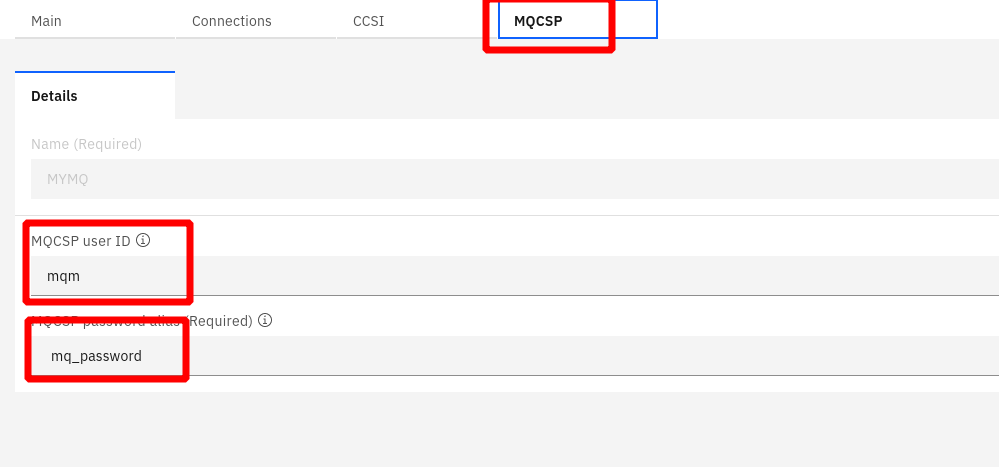 Main Connections CCSI MQCSP
Details
Name (Required)
MYMQ
MQCSP user ID
mqm
MQCSP password alias (Required)
mq_password